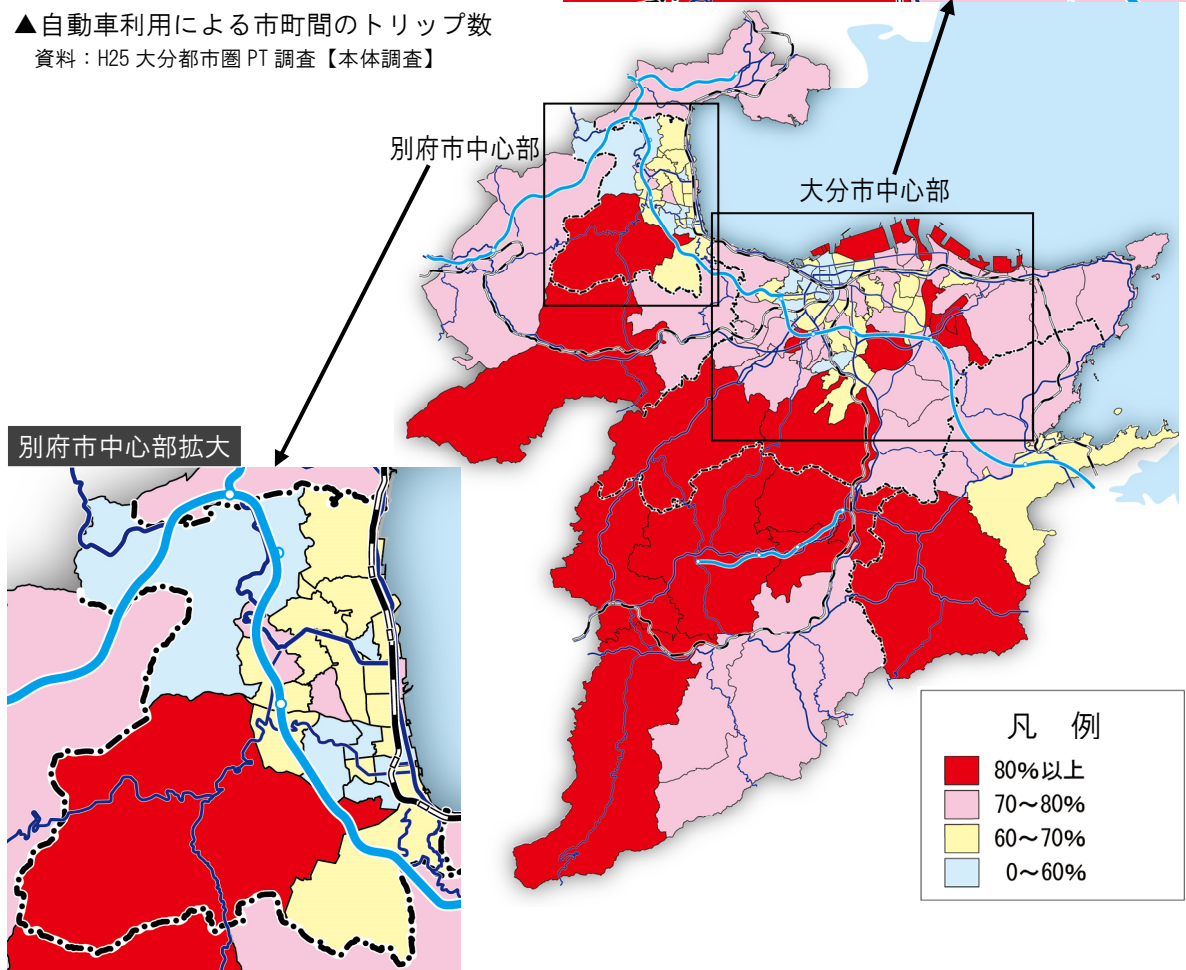 ▲自動車利用による市町間のトリップ数
資料：H25 大分都市圏 PT 調査【本体調査】
別府市中心部
大分市中心部
別府市中心部拡大
凡 例
80%以上
70～80%
60～70%
0～60%